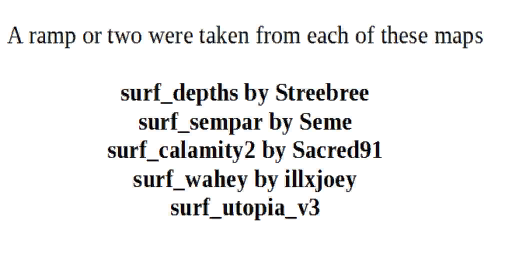 A ramp or two were taken from each of these maps
surf_depths by Streebree
surf_sempar by Seme
surf_calamity2 by Sacred91
surf_wahey by illxjoey
surf_utopia_v3